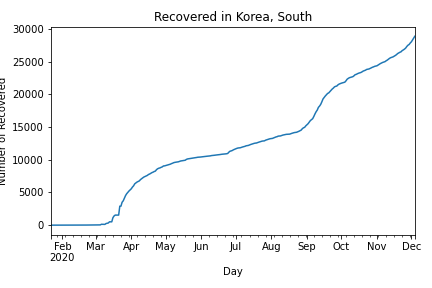 Recovered in Korea, South
30000
25000
20000
15000
10000
5000
0
Number of Recovered
Feb Mar Apr May Jun Jul Aug Sep Oct Nov Dec
2020
Day